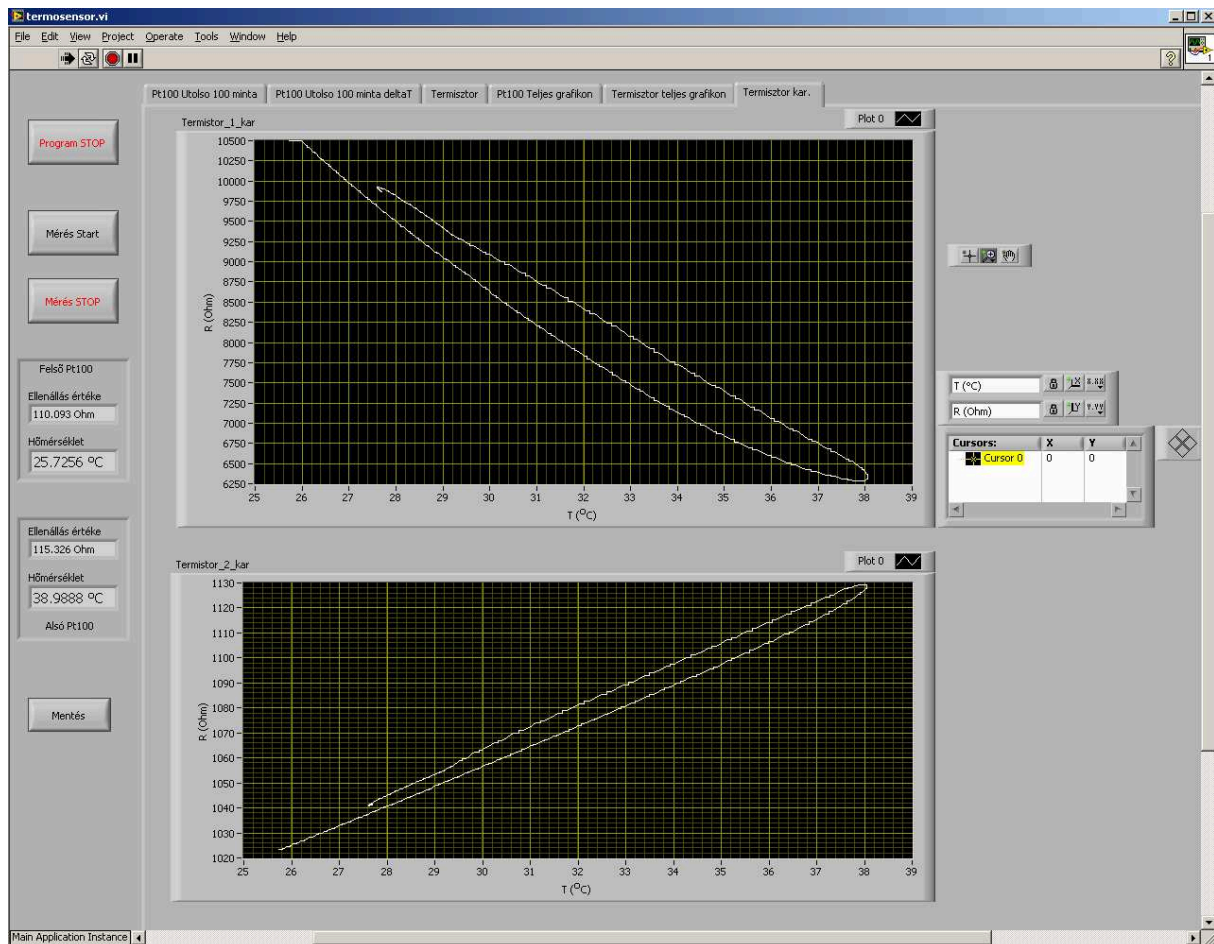 termosensor.vi
File Edit View Project Operate Tools Window Help
Pt100 Utolso 100 minta
Pt100 Utolso 100 minta deltaT
Termisztor
Pt100 Teljes grafikon
Termisztor teljes grafikon
Termisztor kar.
Program STOP
Mérés Start
Mérés STOP
Felső Pt100
Ellenállás értéke
110.093 Ohm
Hőmérséklet
25.7256 ºC
Ellenállás értéke
115.326 Ohm
Hőmérséklet
38.9888 ºC
Alsó Pt100
Mentés
Termistor_1_kar
Plot 0
R (Ohm)
10500
10250
10000
9750
9500
9250
9000
8750
8500
8250
8000
7750
7500
7250
7000
6750
6500
6250
25 26 27 28 29 30 31 32 33 34 35 36 37 38 39
T (ºC)
T (ºC)
R (Ohm)
Cursors: X Y
Cursor 0 0 0
Termistor_2_kar
Plot 0
R (Ohm)
1130
1120
1110
1100
1090
1080
1070
1060
1050
1040
1030
1020
25 26 27 28 29 30 31 32 33 34 35 36 37 38 39
T (ºC)
Main Application Instance